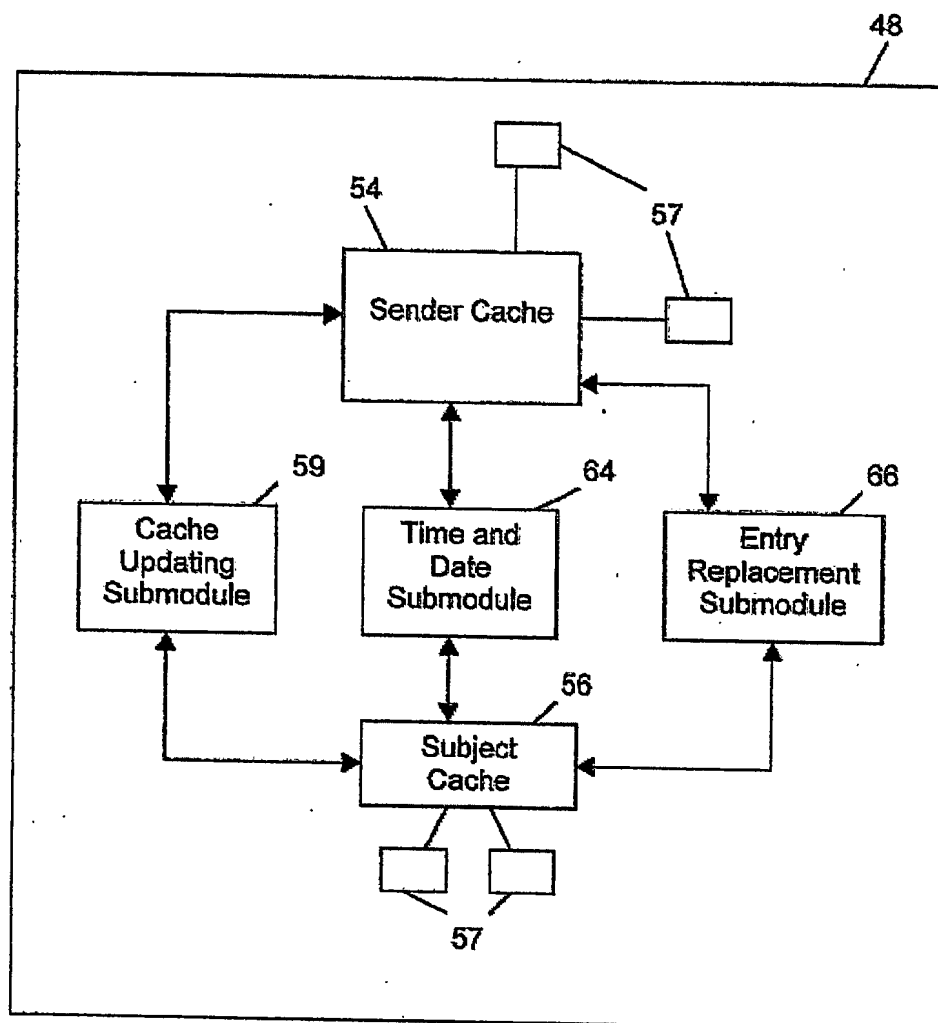 48
54
57
Sender Cache
59
64
66
Cache
Updating
Submodule
Time and
Date
Submodule
Entry
Replacement
Submodule
56
Subject
Cache
57